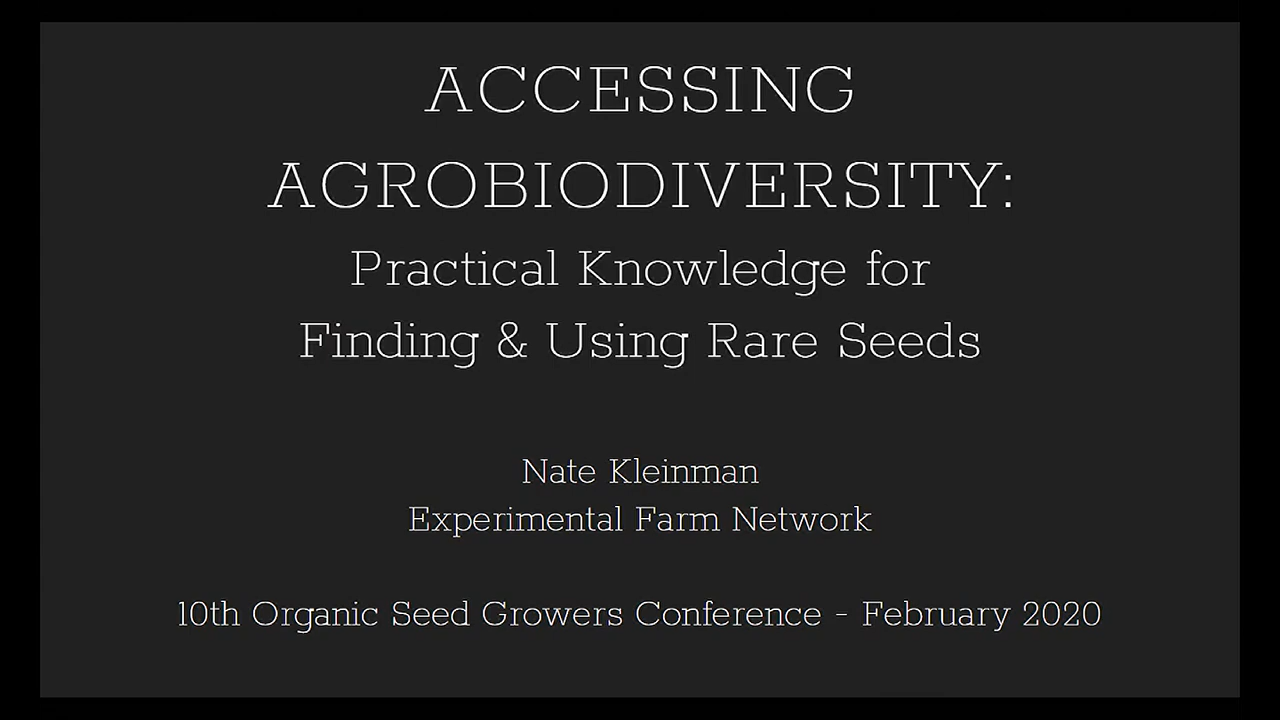 ACCESSING
AGROBIODIVERSITY:
Practical Knowledge for
Finding & Using Rare Seeds
Nate Kleinman
Experimental Farm Network
10th Organic Seed Growers Conference - February 2020